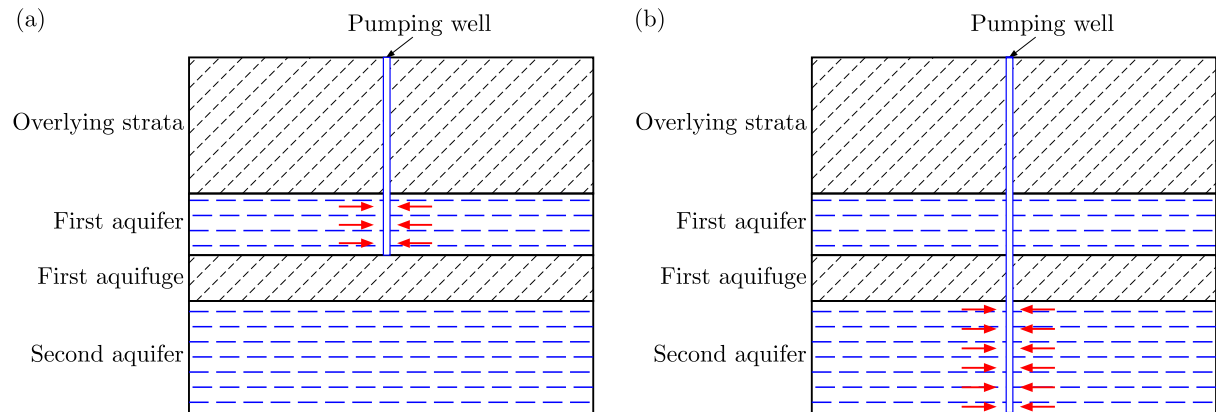 (a)
Pumping well
Overlying strata
First aquifer
First aquifuge
Second aquifer
(b)
Pumping well
Overlying strata
First aquifer
First aquifuge
Second aquifer